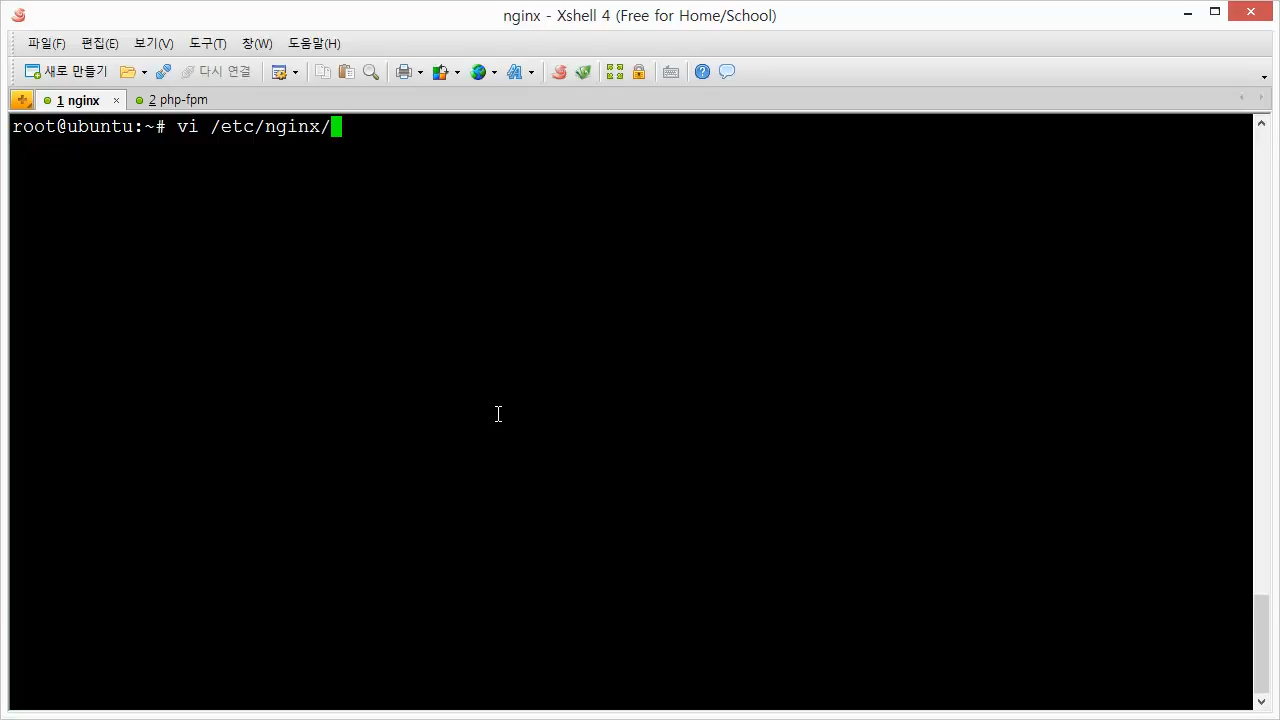 nginx - Xshell 4 (Free for Home/School)
파일(F) 편집(E) 보기(V) 도구(T) 창(W) 도움말(H)
새로 만들기 다시 연결
1 nginx × 2 php-fpm
root@ubuntu:~# vi /etc/nginx/